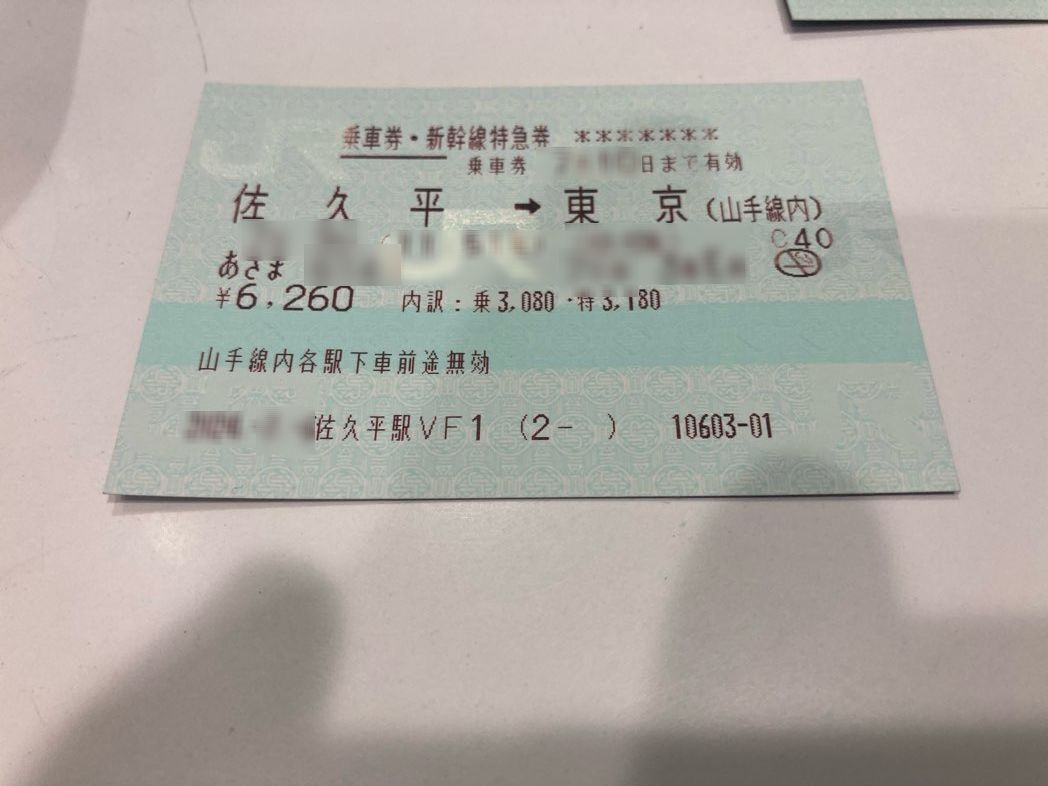 乗車券・新幹線特急券 *******
乗車券 日まで有効
佐久平 → 東京(山手線内)
C40
あさま
¥6,260 内訳:乗3,080・特3,180
山手線内各駅下車前途無効
佐久平駅VF1 (2- ) 10603-01